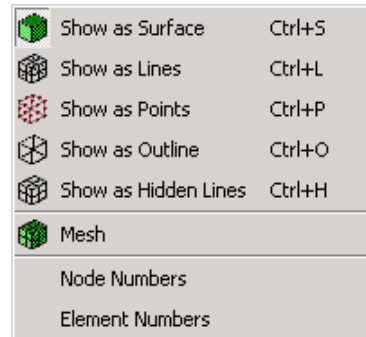 Show as Surface Ctrl+S
Show as Lines Ctrl+L
Show as Points Ctrl+P
Show as Outline Ctrl+O
Show as Hidden Lines Ctrl+H
Mesh
Node Numbers
Element Numbers